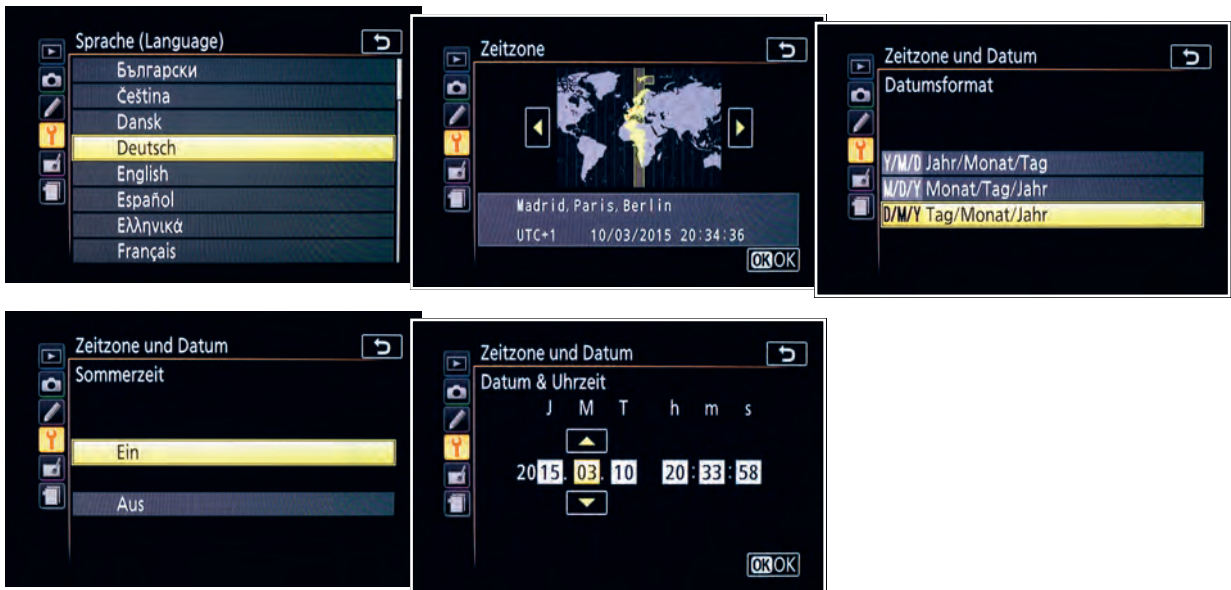 Sprache (Language)
Български
Čeština
Dansk
Deutsch
English
Español
Ελληνικά
Français
Zeitzone
Madrid, Paris, Berlin
UTC+1 10/03/2015 20:34:36
OK OK
Zeitzone und Datum
Datumsformat
Y/M/D Jahr/Monat/Tag
M/D/Y Monat/Tag/Jahr
D/M/Y Tag/Monat/Jahr
Zeitzone und Datum
Sommerzeit
Ein
Aus
Zeitzone und Datum
Datum & Uhrzeit
J M T h m s
2015. 03. 10 20:33:58
OK OK